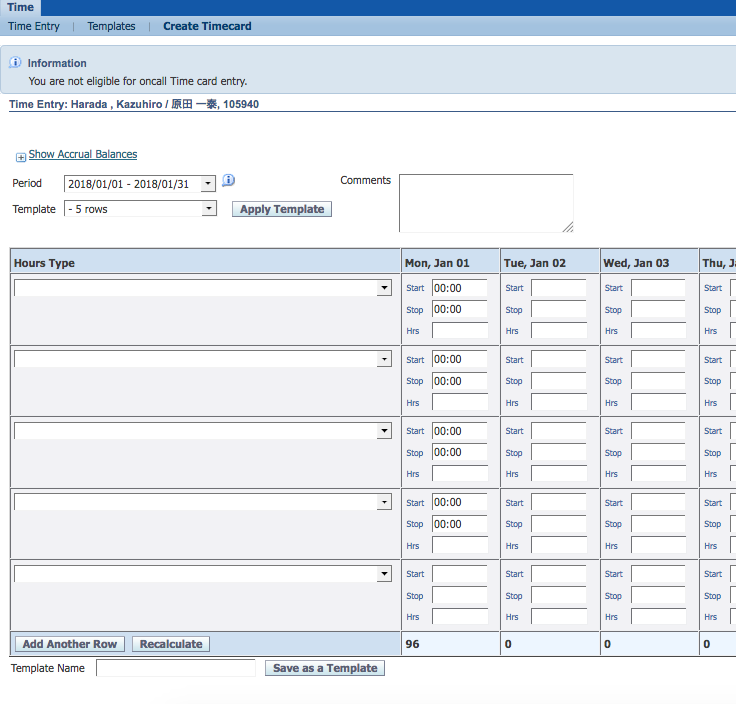 Time
Time Entry | Templates | Create Timecard
Information
You are not eligible for oncall Time card entry.
Time Entry: Harada , Kazuhiro / 原田 一泰, 105940
Show Accrual Balances
Period 2018/01/01 - 2018/01/31 Comments
Template - 5 rows Apply Template
Hours Type Mon, Jan 01 Tue, Jan 02 Wed, Jan 03 Thu,
Start 00:00 Start Start Start
Stop 00:00 Stop Stop Stop
Hrs Hrs Hrs Hrs
Start 00:00 Start Start Start
Stop 00:00 Stop Stop Stop
Hrs Hrs Hrs Hrs
Start 00:00 Start Start Start
Stop 00:00 Stop Stop Stop
Hrs Hrs Hrs Hrs
Start 00:00 Start Start Start
Stop 00:00 Stop Stop Stop
Hrs Hrs Hrs Hrs
Start Start Start Start
Stop Stop Stop Stop
Hrs Hrs Hrs Hrs
Add Another Row Recalculate 96 0 0 0
Template Name Save as a Template